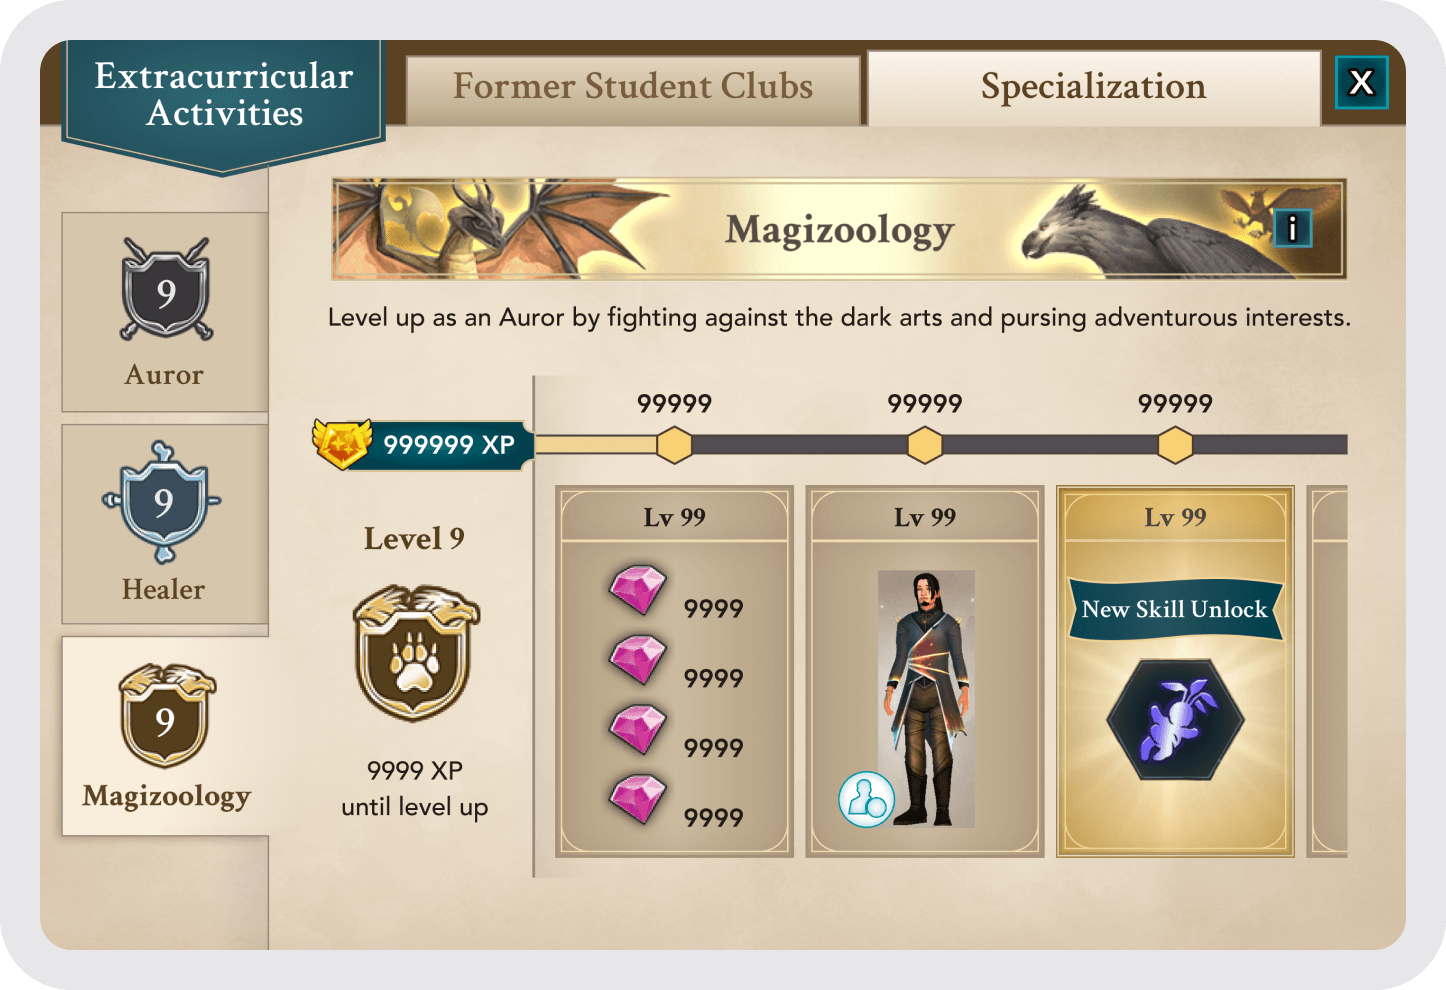 Extracurricular
Activities
Former Student Clubs
Specialization
X
9
Auror
9
Healer
9
Magizoology
Magizoology
i
Level up as an Auror by fighting against the dark arts and pursing adventurous interests.
999999 XP
99999
99999
99999
Level 9
9999 XP
until level up
Lv 99
9999
9999
9999
9999
Lv 99
Lv 99
New Skill Unlock